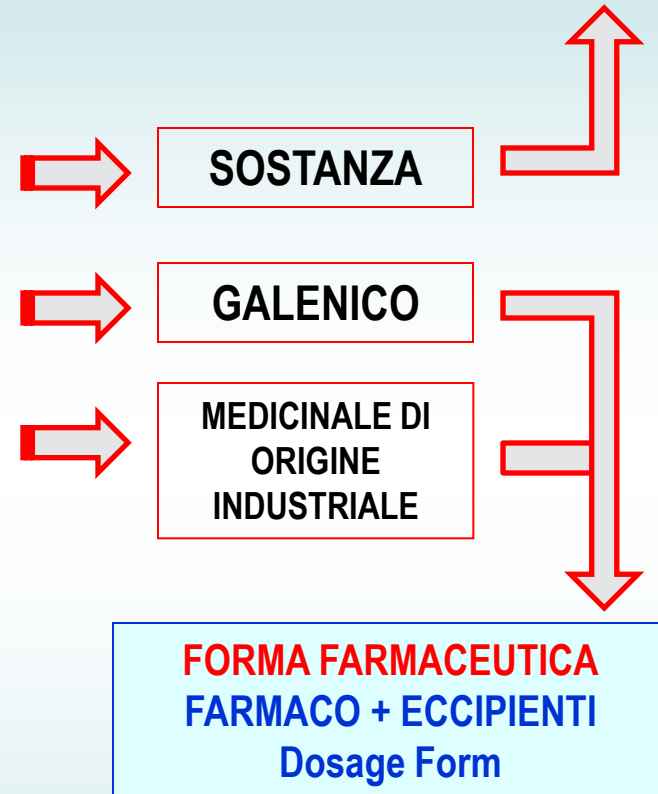 SOSTANZA
GALENICO
MEDICINALE DI
ORIGINE
INDUSTRIALE
FORMA FARMACEUTICA
FARMACO + ECCIPIENTI
Dosage Form